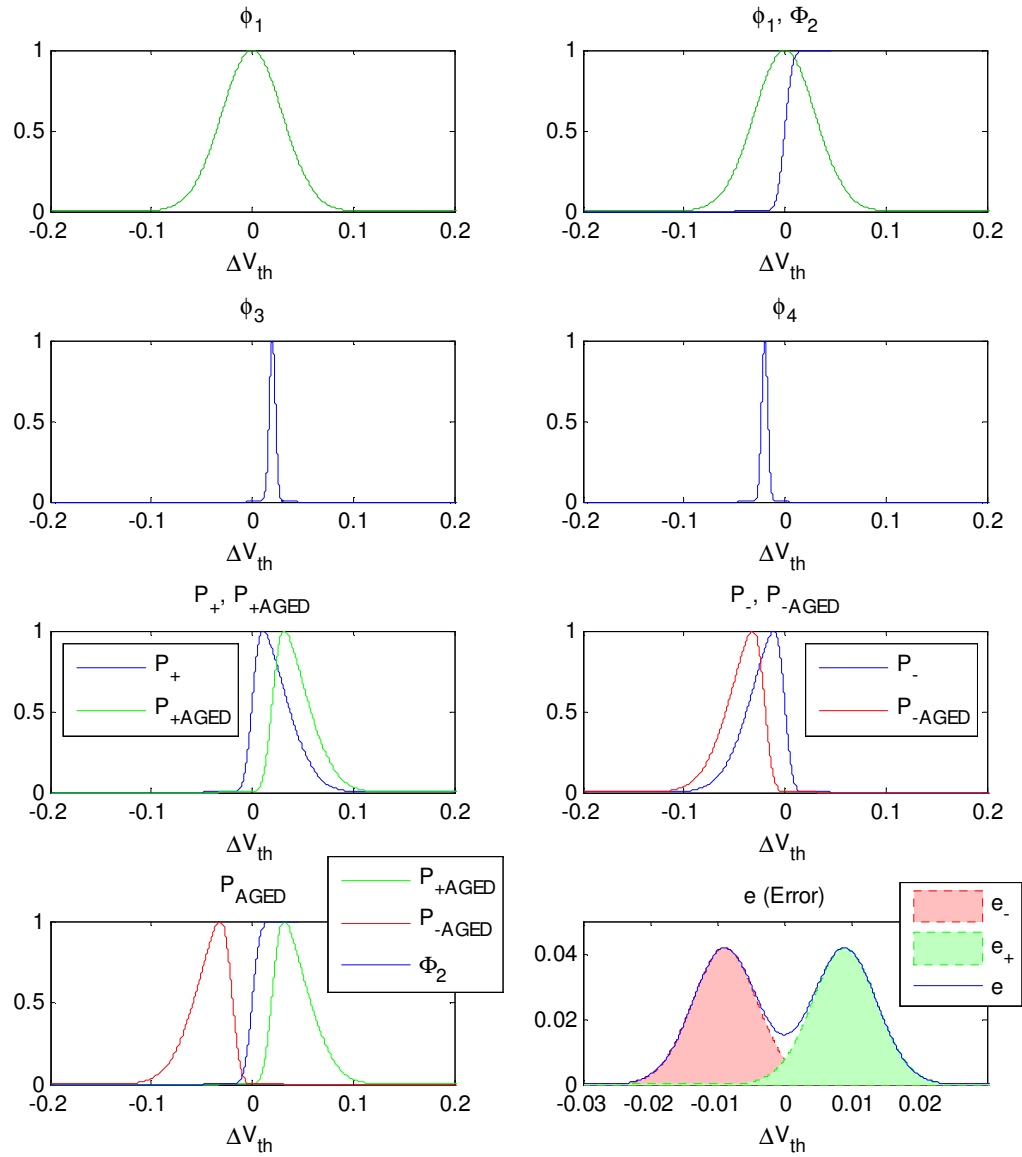 ϕ1
1
0.5
0
-0.2 -0.1 0 0.1 0.2
ΔVth
ϕ1, Φ2
1
0.5
0
-0.2 -0.1 0 0.1 0.2
ΔVth
ϕ3
1
0.5
0
-0.2 -0.1 0 0.1 0.2
ΔVth
ϕ4
1
0.5
0
-0.2 -0.1 0 0.1 0.2
ΔVth
P+, P+AGED
1
0.5
0
P+
P+AGED
-0.2 -0.1 0 0.1 0.2
ΔVth
P-, P-AGED
1
0.5
0
P-
P-AGED
-0.2 -0.1 0 0.1 0.2
ΔVth
PAGED
1
0.5
0
P+AGED
P-AGED
Φ2
-0.2 -0.1 0 0.1 0.2
ΔVth
e (Error)
0.04
0.02
0
e-
e+
e
-0.03 -0.02 -0.01 0 0.01 0.02
ΔVth